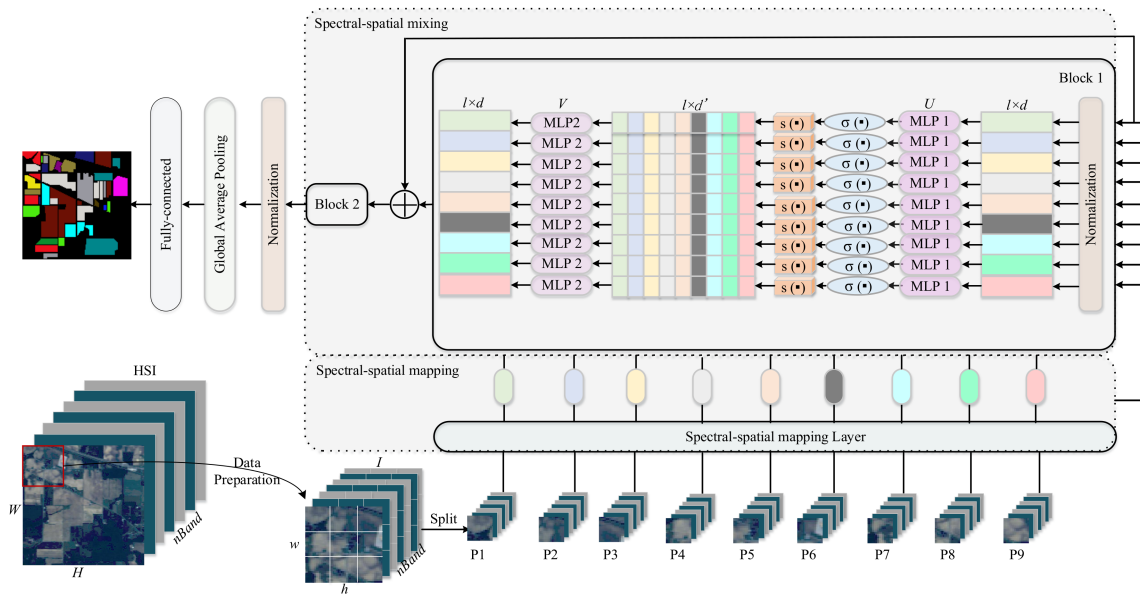 Spectral-spatial mixing
Block 1
l×d V l×d’ U l×d
MLP2 s (▪) σ (▪) MLP 1
MLP 2 s (▪) σ (▪) MLP 1
MLP 2 s (▪) σ (▪) MLP 1
MLP 2 s (▪) σ (▪) MLP 1
MLP 2 s (▪) σ (▪) MLP 1
MLP 2 s (▪) σ (▪) MLP 1
MLP 2 s (▪) σ (▪) MLP 1
MLP 2 s (▪) σ (▪) MLP 1
MLP 2 s (▪) σ (▪) MLP 1
Normalization
Block 2
Normalization
Global Average Pooling
Fully-connected
Spectral-spatial mapping
Spectral-spatial mapping Layer
HSI
W
H
nBand
Data
Preparation
I
w
h
nBand
Split
P1 P2 P3 P4 P5 P6 P7 P8 P9